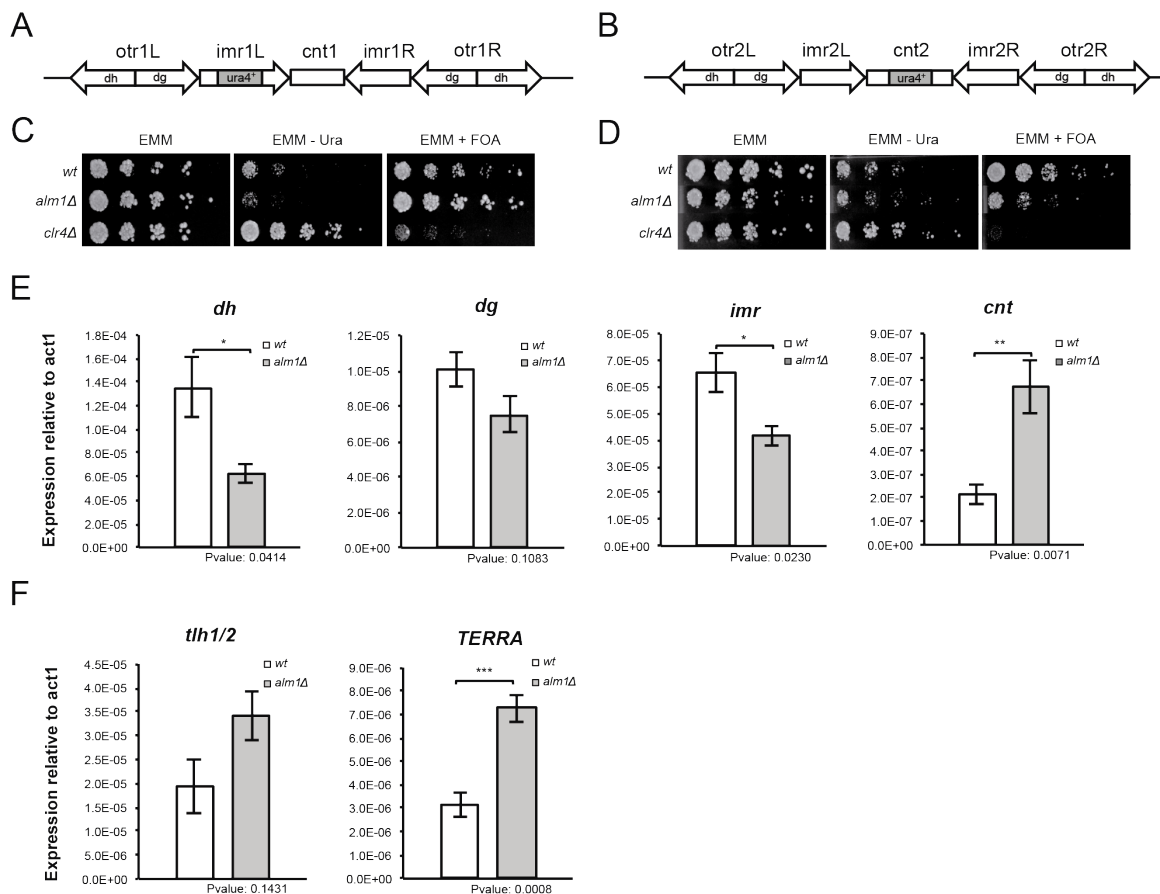 A
otr1L imr1L cnt1 imr1R otr1R
dh dg ura4+ dg dh
B
otr2L imr2L cnt2 imr2R otr2R
dh dg ura4+ dg dh
C
EMM EMM - Ura EMM + FOA
wt
alm1Δ
clr4Δ
D
EMM EMM - Ura EMM + FOA
wt
alm1Δ
clr4Δ
E
Expression relative to act1
dh
1.8E-04
1.6E-04
1.4E-04
1.2E-04
1.0E-04
8.0E-05
6.0E-05
4.0E-05
2.0E-05
0.0E+00
*
wt
alm1Δ
Pvalue: 0.0414
dg
1.2E-05
1.0E-05
8.0E-06
6.0E-06
4.0E-06
2.0E-06
0.0E+00
wt
alm1Δ
Pvalue: 0.1083
imr
8.0E-05
7.0E-05
6.0E-05
5.0E-05
4.0E-05
3.0E-05
2.0E-05
1.0E-05
0.0E+00
*
wt
alm1Δ
Pvalue: 0.0230
cnt
9.0E-07
8.0E-07
7.0E-07
6.0E-07
5.0E-07
4.0E-07
3.0E-07
2.0E-07
1.0E-07
0.0E+00
**
wt
alm1Δ
Pvalue: 0.0071
F
Expression relative to act1
tlh1/2
4.5E-05
4.0E-05
3.5E-05
2.5E-05
2.0E-05
1.5E-05
1.0E-05
5.0E-06
0.0E+00
wt
alm1Δ
Pvalue: 0.1431
TERRA
9.0E-06
8.0E-06
7.0E-06
6.0E-06
5.0E-06
4.0E-06
3.0E-06
2.0E-06
1.0E-06
0.0E+00
***
wt
alm1Δ
Pvalue: 0.0008